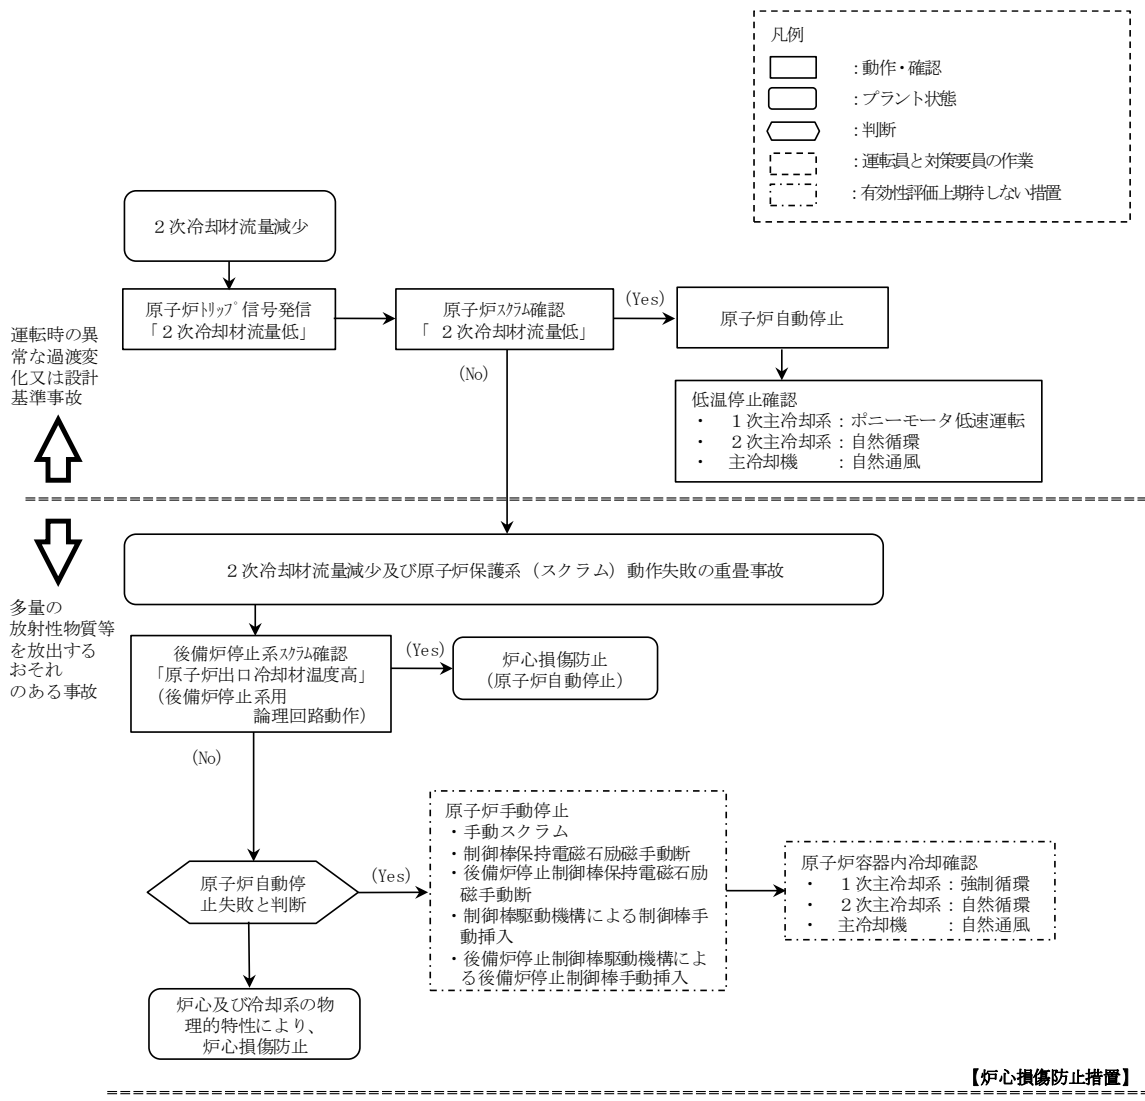 凡例
：動作・確認
：プラント状態
：判断
：運転員と対策要員の作業
：有効性評価上期待しない措置
２次冷却材流量減少
原子炉ﾄﾘｯﾌﾟ信号発信
「２次冷却材流量低」
原子炉ｽｸﾗﾑ確認
「 ２次冷却材流量低」
(Yes)
原子炉自動停止
(No)
低温停止確認
・ １次主冷却系：ポニーモータ低速運転
・ ２次主冷却系：自然循環
・ 主冷却機 ：自然通風
運転時の異
常な過渡変
化又は設計
基準事故
２次冷却材流量減少及び原子炉保護系（スクラム）動作失敗の重畳事故
多量の
放射性物質等
を放出する
おそれ
のある事故
後備炉停止系ｽｸﾗﾑ確認
「原子炉出口冷却材温度高」
（後備炉停止系用
論理回路動作）
(Yes)
炉心損傷防止
（原子炉自動停止）
(No)
原子炉自動停
止失敗と判断
(Yes)
原子炉手動停止
・手動スクラム
・制御棒保持電磁石励磁手動断
・後備炉停止制御棒保持電磁石励
磁手動断
・制御棒駆動機構による制御棒手
動挿入
・後備炉停止制御棒駆動機構によ
る後備炉停止制御棒手動挿入
原子炉容器内冷却確認
・ １次主冷却系：強制循環
・ ２次主冷却系：自然循環
・ 主冷却機 ：自然通風
炉心及び冷却系の物
理的特性により、
炉心損傷防止
【炉心損傷防止措置】